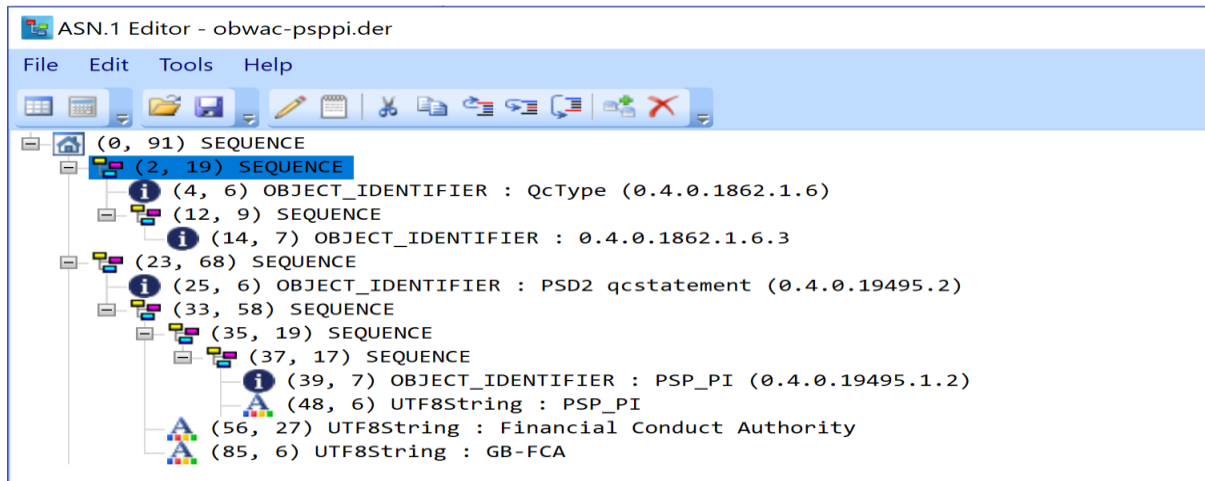 ASN.1 Editor - obwac-psppi.der
File Edit Tools Help
(0, 91) SEQUENCE
(2, 19) SEQUENCE
(4, 6) OBJECT_IDENTIFIER : QcType (0.4.0.1862.1.6)
(12, 9) SEQUENCE
(14, 7) OBJECT_IDENTIFIER : 0.4.0.1862.1.6.3
(23, 68) SEQUENCE
(25, 6) OBJECT_IDENTIFIER : PSD2 qcstatement (0.4.0.19495.2)
(33, 58) SEQUENCE
(35, 19) SEQUENCE
(37, 17) SEQUENCE
(39, 7) OBJECT_IDENTIFIER : PSP_PI (0.4.0.19495.1.2)
(48, 6) UTF8String : PSP_PI
(56, 27) UTF8String : Financial Conduct Authority
(85, 6) UTF8String : GB-FCA